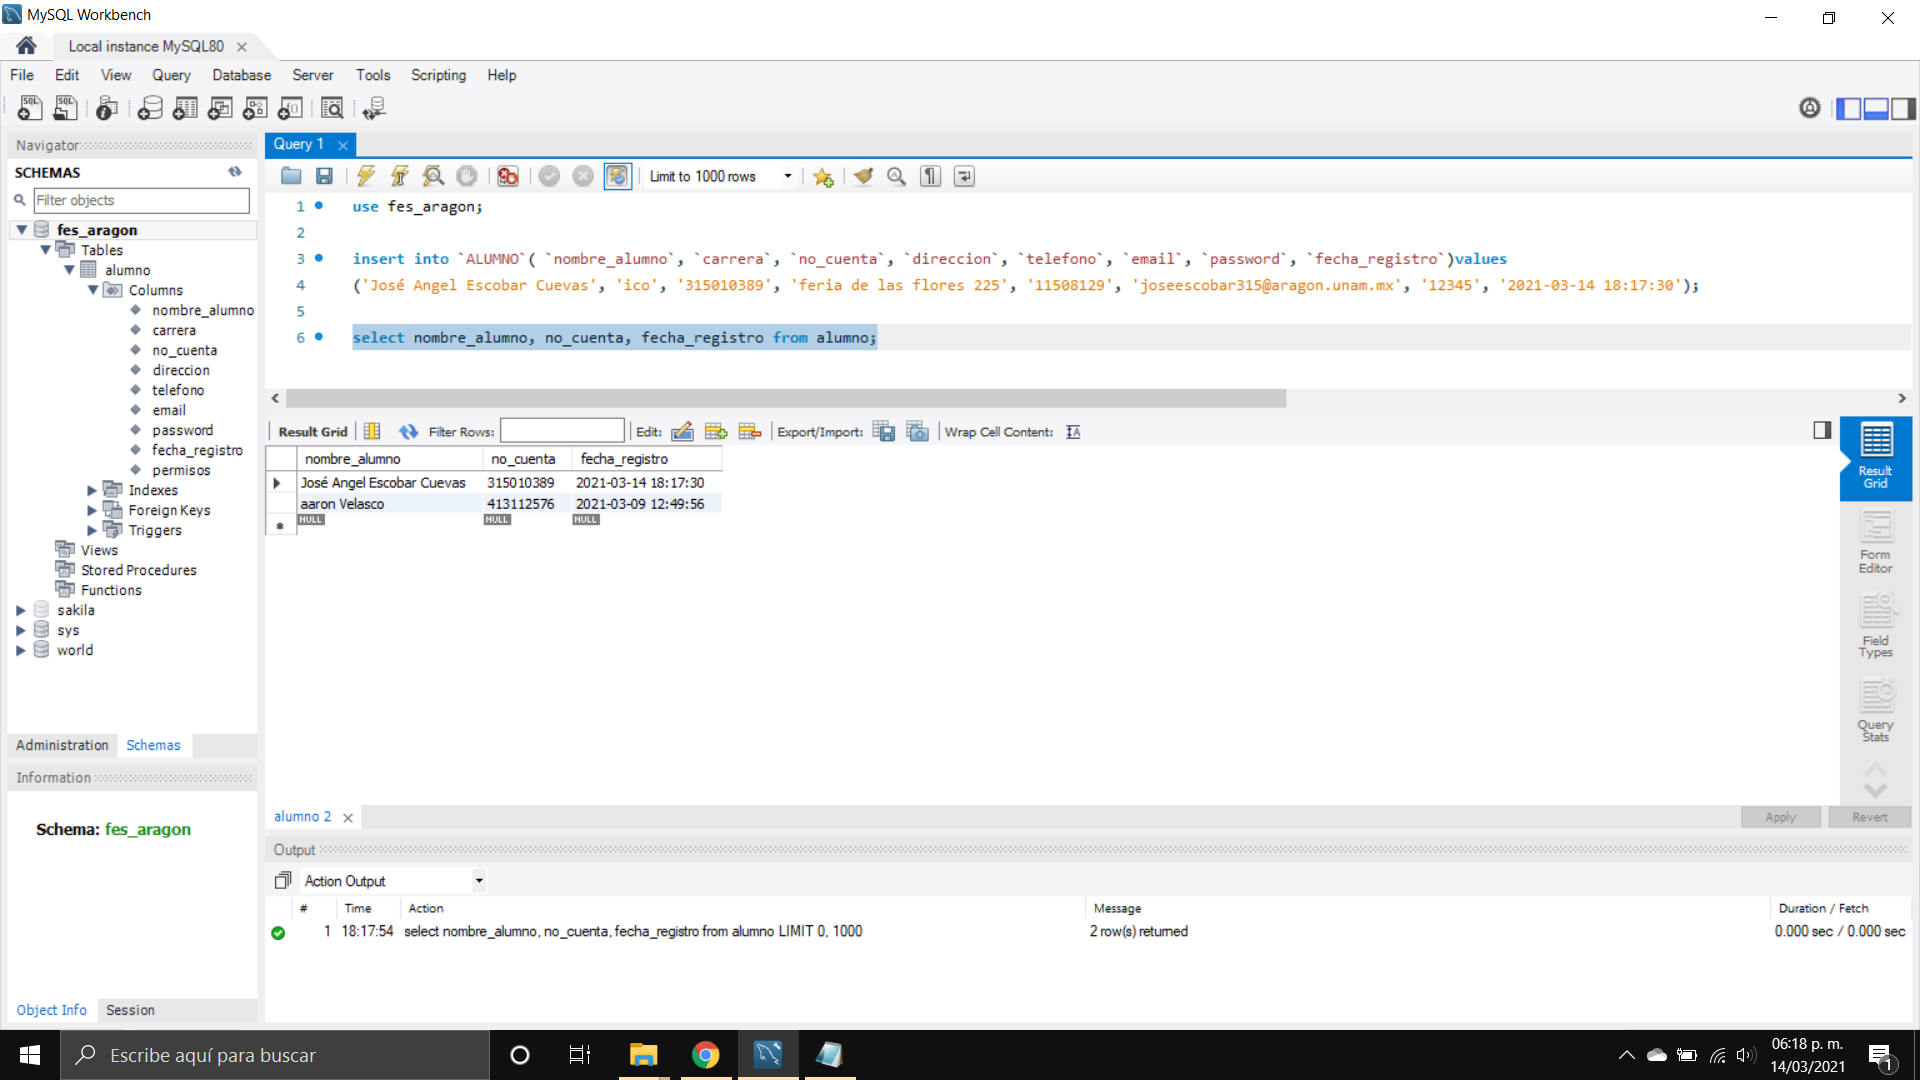 MySQL Workbench
Local instance MySQL80
File Edit View Query Database Server Tools Scripting Help
Navigator
SCHEMAS
Filter objects
fes_aragon
Tables
alumno
Columns
nombre_alumno
carrera
no_cuenta
direccion
telefono
email
password
fecha_registro
permisos
Indexes
Foreign Keys
Triggers
Views
Stored Procedures
Functions
sakila
sys
world
Administration Schemas
Information
Schema: fes_aragon
Object Info Session
Query 1
Limit to 1000 rows
1 use fes_aragon;
2
3 insert into `ALUMNO`( `nombre_alumno`, `carrera`, `no_cuenta`, `direccion`, `telefono`, `email`, `password`, `fecha_registro`)values
4 ('José Angel Escobar Cuevas', 'ico', '315010389', 'feria de las flores 225', '11508129', 'joseescobar315@aragon.unam.mx', '12345', '2021-03-14 18:17:30');
5
6 select nombre_alumno, no_cuenta, fecha_registro from alumno;
Result Grid Filter Rows: Edit: Export/Import: Wrap Cell Content:
nombre_alumno no_cuenta fecha_registro
José Angel Escobar Cuevas 315010389 2021-03-14 18:17:30
aaron Velasco 413112576 2021-03-09 12:49:56
NULL NULL NULL
Result
Grid
Form
Editor
Field
Types
Query
Stats
alumno 2
Apply Revert
Output
Action Output
# Time Action Message Duration / Fetch
1 18:17:54 select nombre_alumno, no_cuenta, fecha_registro from alumno LIMIT 0, 1000 2 row(s) returned 0.000 sec / 0.000 sec
Escribe aquí para buscar
06:18 p. m.
14/03/2021
1